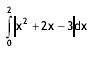 ∫₀² |x² + 2x − 3|dx